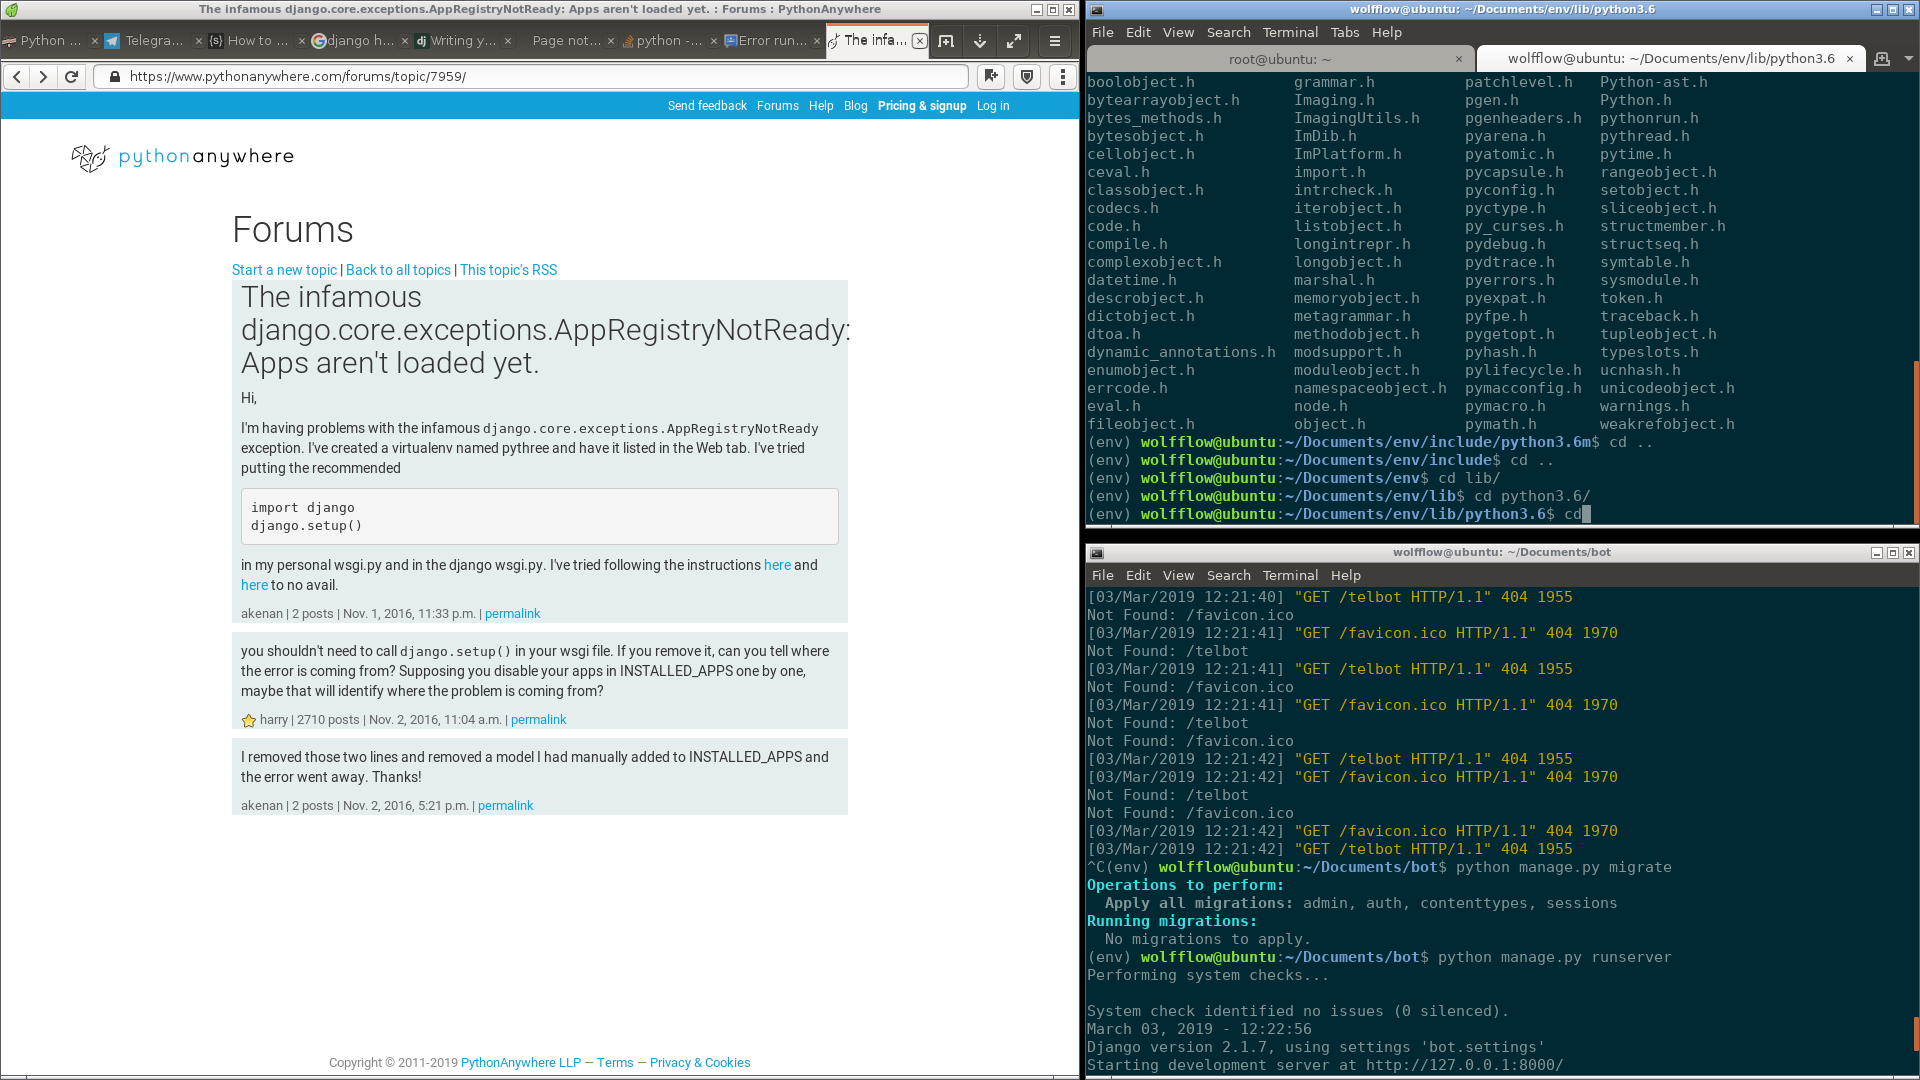 The infamous django.core.exceptions.AppRegistryNotReady: Apps aren't loaded yet. : Forums : PythonAnywhere
Python ...
Telegra...
How to ...
django h...
Writing y...
Page not...
python -...
Error run...
The infa...
https://www.pythonanywhere.com/forums/topic/7959/
Send feedback Forums Help Blog Pricing & signup Log in
pythonanywhere
Forums
Start a new topic | Back to all topics | This topic's RSS
The infamous
django.core.exceptions.AppRegistryNotReady:
Apps aren't loaded yet.
Hi,
I'm having problems with the infamous django.core.exceptions.AppRegistryNotReady
exception. I've created a virtualenv named pythree and have it listed in the Web tab. I've tried
putting the recommended
import django
django.setup()
in my personal wsgi.py and in the django wsgi.py. I've tried following the instructions here and
here to no avail.
akenan | 2 posts | Nov. 1, 2016, 11:33 p.m. | permalink
you shouldn't need to call django.setup() in your wsgi file. If you remove it, can you tell where
the error is coming from? Supposing you disable your apps in INSTALLED_APPS one by one,
maybe that will identify where the problem is coming from?
harry | 2710 posts | Nov. 2, 2016, 11:04 a.m. | permalink
I removed those two lines and removed a model I had manually added to INSTALLED_APPS and
the error went away. Thanks!
akenan | 2 posts | Nov. 2, 2016, 5:21 p.m. | permalink
Copyright © 2011-2019 PythonAnywhere LLP — Terms — Privacy & Cookies
wolfflow@ubuntu: ~/Documents/env/lib/python3.6
File Edit View Search Terminal Tabs Help
root@ubuntu: ~
wolfflow@ubuntu: ~/Documents/env/lib/python3.6
boolobject.h grammar.h patchlevel.h Python-ast.h
bytearrayobject.h Imaging.h pgen.h Python.h
bytes_methods.h ImagingUtils.h pgenheaders.h pythonrun.h
bytesobject.h ImDib.h pyarena.h pythread.h
cellobject.h ImPlatform.h pyatomic.h pytime.h
ceval.h import.h pycapsule.h rangeobject.h
classobject.h intrcheck.h pyconfig.h setobject.h
codecs.h iterobject.h pyctype.h sliceobject.h
code.h listobject.h py_curses.h structmember.h
compile.h longintrepr.h pydebug.h structseq.h
complexobject.h longobject.h pydtrace.h symtable.h
datetime.h marshal.h pyerrors.h sysmodule.h
descrobject.h memoryobject.h pyexpat.h token.h
dictobject.h metagrammar.h pyfpe.h traceback.h
dtoa.h methodobject.h pygetopt.h tupleobject.h
dynamic_annotations.h modsupport.h pyhash.h typeslots.h
enumobject.h moduleobject.h pylifecycle.h ucnhash.h
errcode.h namespaceobject.h pymacconfig.h unicodeobject.h
eval.h node.h pymacro.h warnings.h
fileobject.h object.h pymath.h weakrefobject.h
(env) wolfflow@ubuntu:~/Documents/env/include/python3.6m$ cd ..
(env) wolfflow@ubuntu:~/Documents/env/include$ cd ..
(env) wolfflow@ubuntu:~/Documents/env$ cd lib/
(env) wolfflow@ubuntu:~/Documents/env/lib$ cd python3.6/
(env) wolfflow@ubuntu:~/Documents/env/lib/python3.6$ cd
wolfflow@ubuntu: ~/Documents/bot
File Edit View Search Terminal Help
[03/Mar/2019 12:21:40] "GET /telbot HTTP/1.1" 404 1955
Not Found: /favicon.ico
[03/Mar/2019 12:21:41] "GET /favicon.ico HTTP/1.1" 404 1970
Not Found: /telbot
[03/Mar/2019 12:21:41] "GET /telbot HTTP/1.1" 404 1955
Not Found: /favicon.ico
[03/Mar/2019 12:21:41] "GET /favicon.ico HTTP/1.1" 404 1970
Not Found: /telbot
Not Found: /favicon.ico
[03/Mar/2019 12:21:42] "GET /telbot HTTP/1.1" 404 1955
[03/Mar/2019 12:21:42] "GET /favicon.ico HTTP/1.1" 404 1970
Not Found: /telbot
Not Found: /favicon.ico
[03/Mar/2019 12:21:42] "GET /favicon.ico HTTP/1.1" 404 1970
[03/Mar/2019 12:21:42] "GET /telbot HTTP/1.1" 404 1955
^C(env) wolfflow@ubuntu:~/Documents/bot$ python manage.py migrate
Operations to perform:
Apply all migrations: admin, auth, contenttypes, sessions
Running migrations:
No migrations to apply.
(env) wolfflow@ubuntu:~/Documents/bot$ python manage.py runserver
Performing system checks...
System check identified no issues (0 silenced).
March 03, 2019 - 12:22:56
Django version 2.1.7, using settings 'bot.settings'
Starting development server at http://127.0.0.1:8000/